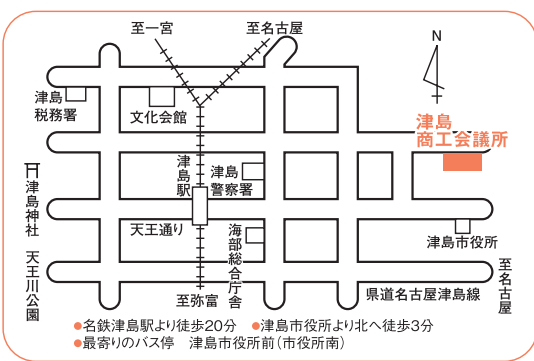 至一宮
至名古屋
N
津島
税務署
文化会館
津島
商工会議所
津島駅
津島
警察署
津島神社
天王通り
海部総合庁舎
津島市役所
天王川公園
至弥富
県道名古屋津島線
至名古屋
●名鉄津島駅より徒歩20分 ●津島市役所より北へ徒歩3分
●最寄りのバス停 津島市役所前（市役所南）